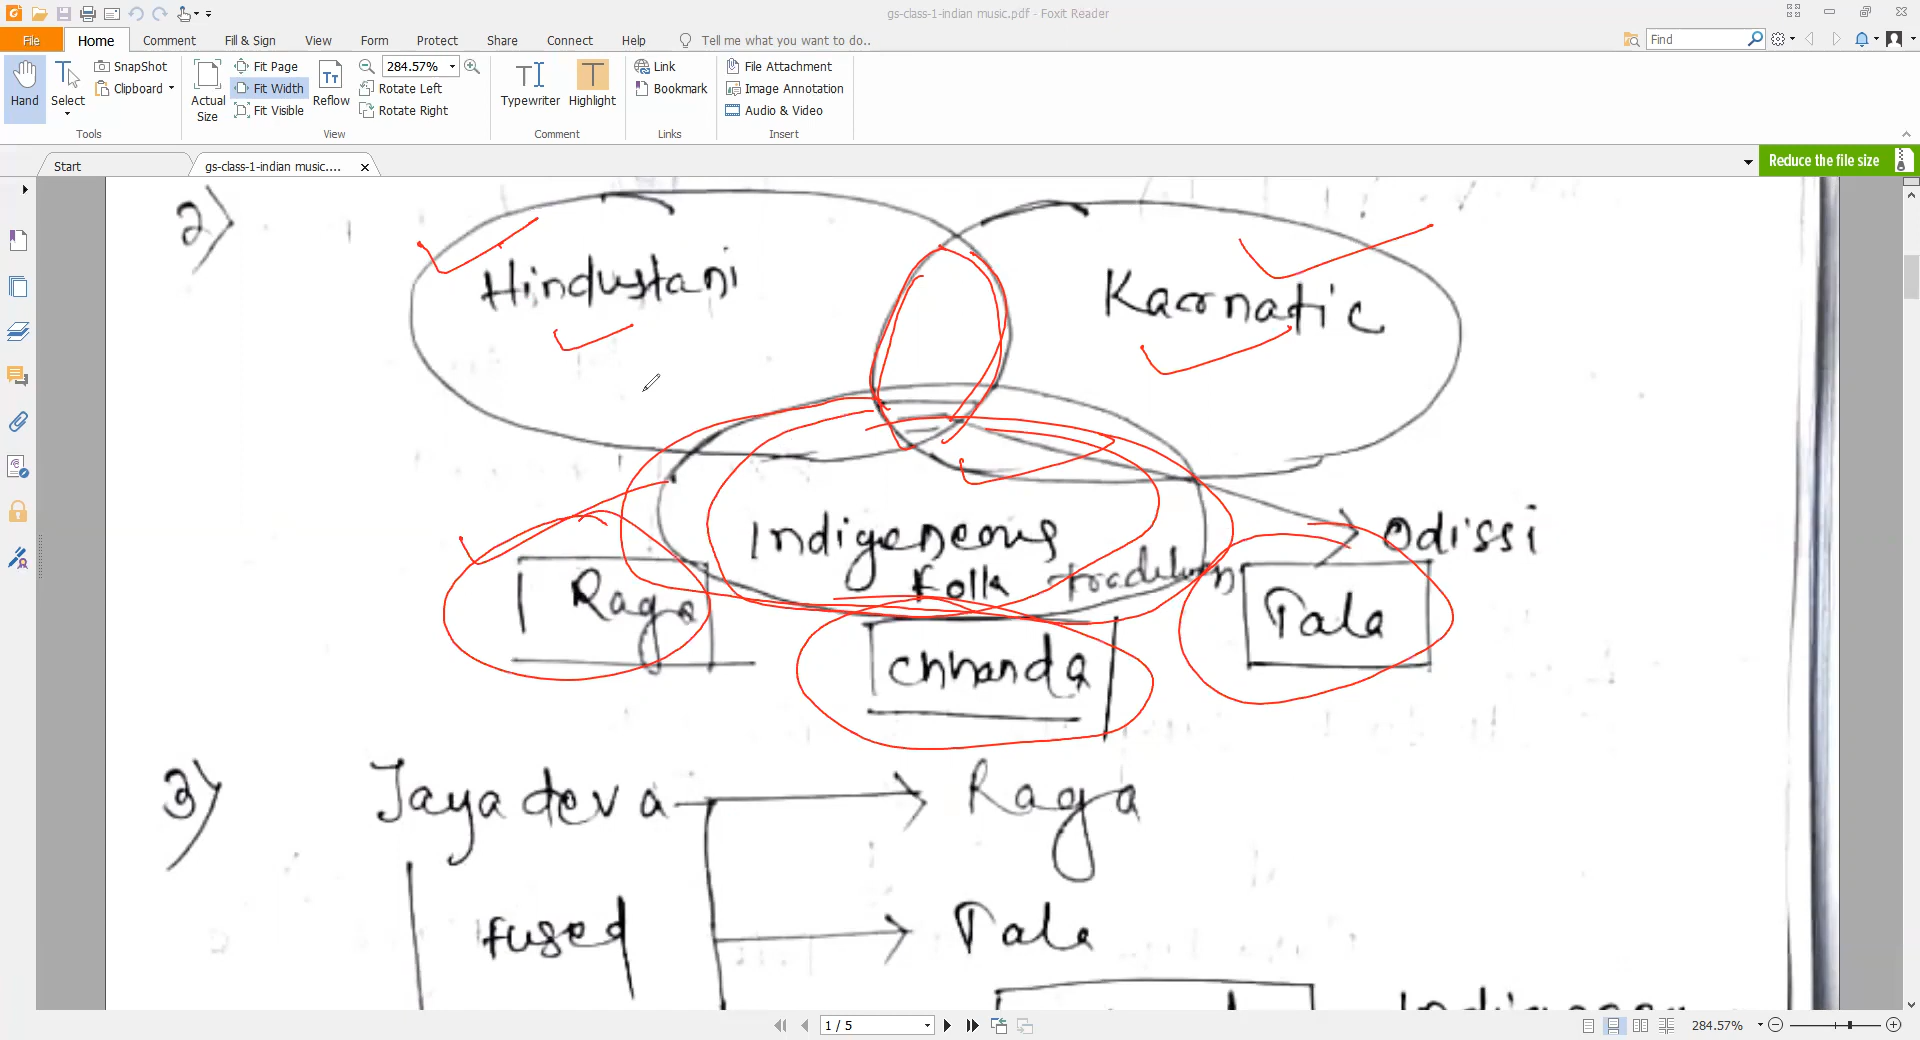 gs-class-1-indian music.pdf - Foxit Reader
File Home Comment Fill & Sign View Form Protect Share Connect Help Tell me what you want to do.. Find
Hand Select SnapShot Clipboard Actual Size Fit Page Fit Width Fit Visible Reflow 284.57% Rotate Left Rotate Right Typewriter Highlight Link Bookmark File Attachment Image Annotation Audio & Video
Tools View Comment Links Insert
Start gs-class-1-indian music.... Reduce the file size
2)
Hindustani Karnatic
Indigeneous Odissi
Folk tradition
Raga Tala
Chhanda
3) Jayadeva Raga
fused Tala
1 / 5 284.57%